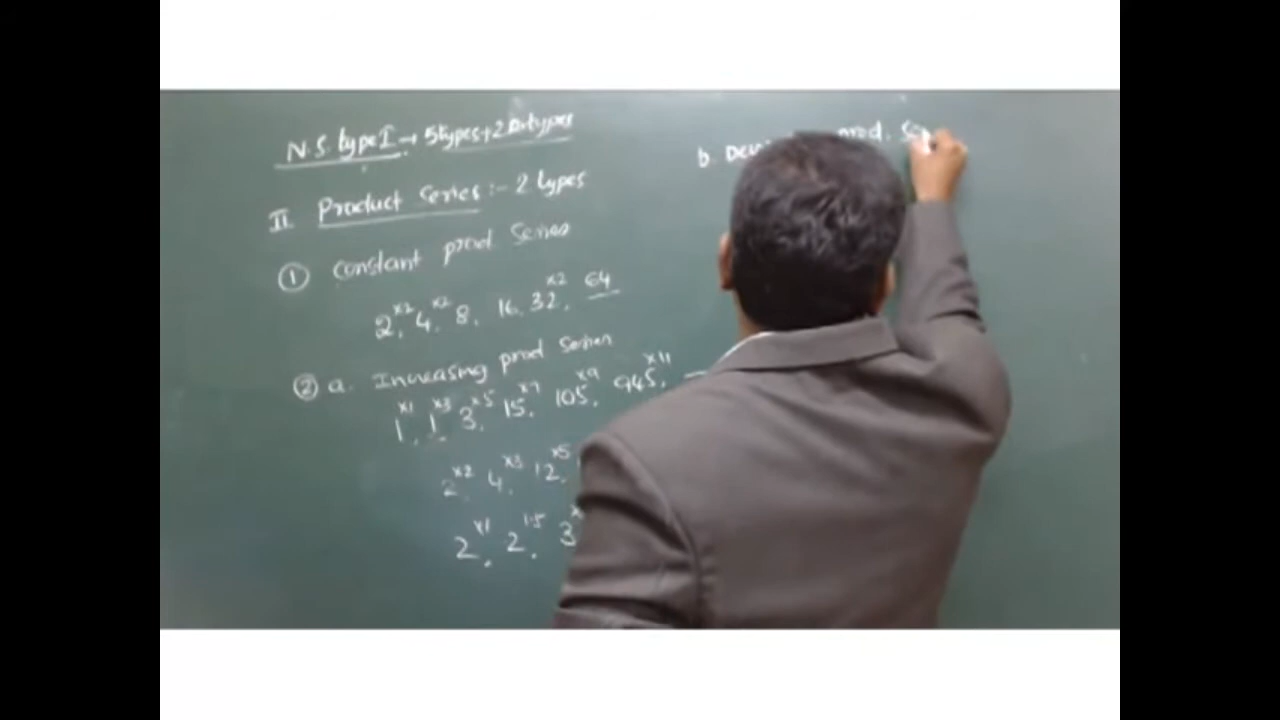 N.S. type I → 5 types + 2 types
II. Product Series :- 2 types
① Constant prod Series
2, ×2 4, ×2 8, 16, 32, ×2 64
② a. Increasing prod Series
1, ×1 1, ×3 3, ×5 15, ×7 105, ×9 945, ×11
2, ×2 4, ×3 12, ×5
2, ×1 2, 1.5 3
b. prod.